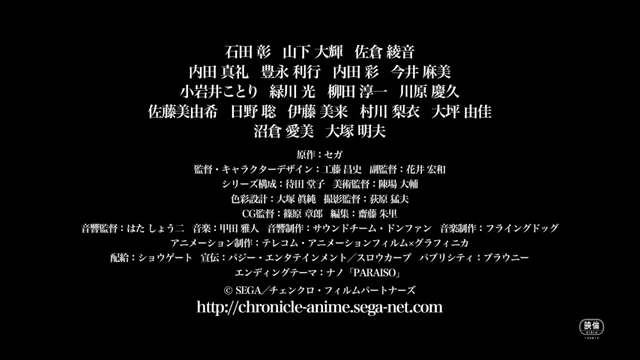 石田 彰　山下 大輝　佐倉 綾音
内田 真礼　豊永 利行　内田 彩　今井 麻美
小岩井ことり　緑川 光　柳田 淳一　川原 慶久
佐藤美由希　日野 聡　伊藤 美来　村川 梨衣　大坪 由佳
沼倉 愛美　大塚 明夫
原作：セガ
監督・キャラクターデザイン：工藤 昌史　副監督：花井 宏和
シリーズ構成：待田 堂子　美術監督：陳場 大輔
色彩設計：大塚 眞純　撮影監督：荻原 猛夫
CG監督：篠原 章郎　編集：齋藤 朱里
音響監督：はた しょう二　音楽：甲田 雅人　音響制作：サウンドチーム・ドンファン　音楽制作：フライングドッグ
アニメーション制作：テレコム・アニメーションフィルム×グラフィニカ
配給：ショウゲート　宣伝：バジー・エンタテインメント／スロウカーブ　パブリシティ：ブラウニー
エンディングテーマ：ナノ「PARAISO」
© SEGA／チェンクロ・フィルムパートナーズ
http://chronicle-anime.sega-net.com
映倫